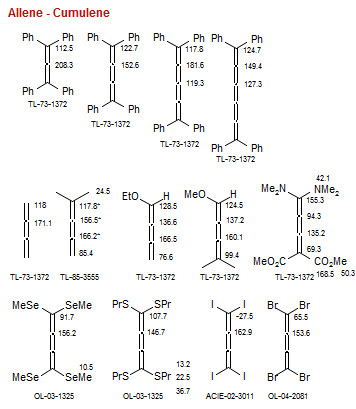 Allene - Cumulene
Ph Ph
112.5
208.3
Ph Ph
TL-73-1372
Ph Ph
122.7
152.6
Ph Ph
TL-73-1372
Ph Ph
117.8
181.6
119.3
Ph Ph
TL-73-1372
Ph Ph
124.7
149.4
127.3
Ph Ph
TL-73-1372
118
171.1
TL-73-1372
24.5
117.8*
156.5*
166.2*
85.4
TL-85-3555
EtO H
128.5
136.6
166.5
76.6
TL-73-1372
MeO H
124.5
137.2
160.1
99.4
TL-73-1372
42.1
Me2N NMe2
155.3
94.3
135.2
69.3
MeO2C CO2Me
TL-73-1372 168.5 50.3
MeSe SeMe
91.7
156.2
10.5
MeSe SeMe
OL-03-1325
PrS SPr
107.7
146.7
13.2
PrS SPr 22.5
OL-03-1325 36.7
I I
-27.5
162.9
I I
ACIE-02-3011
Br Br
65.5
153.6
Br Br
OL-04-2081